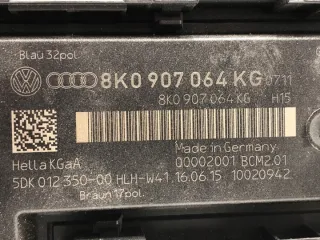 Blau 32pol.
8K0 907 064 KG 0711
8K0 907 064 KG H15
Made in Germany
Hella KGaA 00002001 BCM2.01
5DK 012 350-00 HLH-W41 16.06.15 10020942
Braun 17pol.